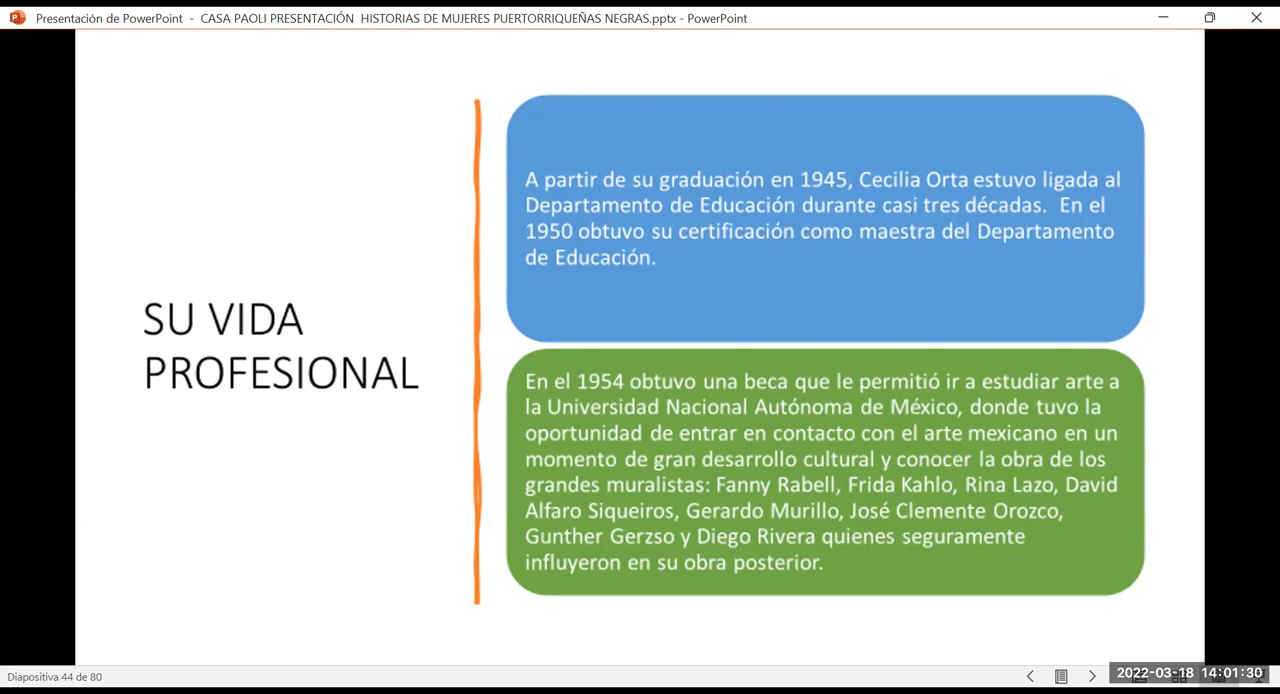 Presentación de PowerPoint - CASA PAOLI PRESENTACIÓN HISTORIAS DE MUJERES PUERTORRIQUEÑAS NEGRAS.pptx - PowerPoint
SU VIDA
PROFESIONAL
A partir de su graduación en 1945, Cecilia Orta estuvo ligada al
Departamento de Educación durante casi tres décadas. En el
1950 obtuvo su certificación como maestra del Departamento
de Educación.
En el 1954 obtuvo una beca que le permitió ir a estudiar arte a
la Universidad Nacional Autónoma de México, donde tuvo la
oportunidad de entrar en contacto con el arte mexicano en un
momento de gran desarrollo cultural y conocer la obra de los
grandes muralistas: Fanny Rabell, Frida Kahlo, Rina Lazo, David
Alfaro Siqueiros, Gerardo Murillo, José Clemente Orozco,
Gunther Gerzso y Diego Rivera quienes seguramente
influyeron en su obra posterior.
Diapositiva 44 de 80
2022-03-18 14:01:30